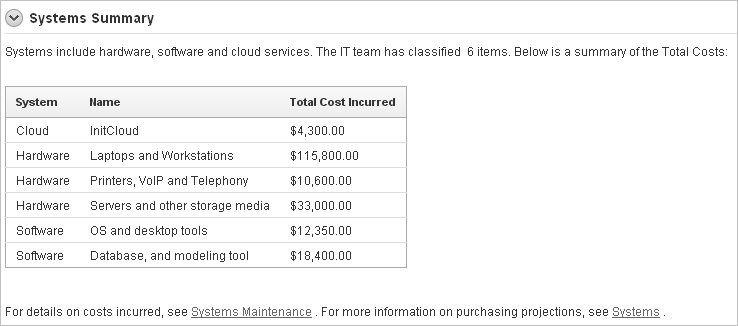 Systems Summary
Systems include hardware, software and cloud services. The IT team has classified 6 items. Below is a summary of the Total Costs:
System Name Total Cost Incurred
Cloud InitCloud $4,300.00
Hardware Laptops and Workstations $115,800.00
Hardware Printers, VoIP and Telephony $10,600.00
Hardware Servers and other storage media $33,000.00
Software OS and desktop tools $12,350.00
Software Database, and modeling tool $18,400.00
For details on costs incurred, see Systems Maintenance . For more information on purchasing projections, see Systems .